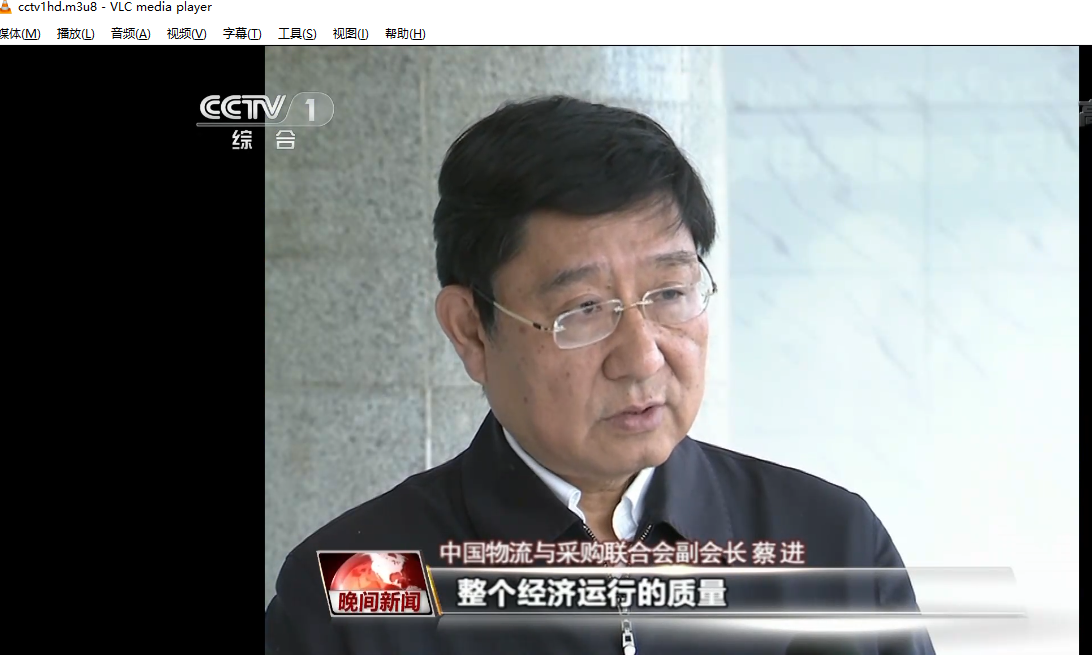 cctv1hd.m3u8 - VLC media player
媒体(M) 播放(L) 音频(A) 视频(V) 字幕(T) 工具(S) 视图(I) 帮助(H)
CCTV 1
综 合
高
中国物流与采购联合会副会长 蔡 进
整个经济运行的质量
晚间新闻